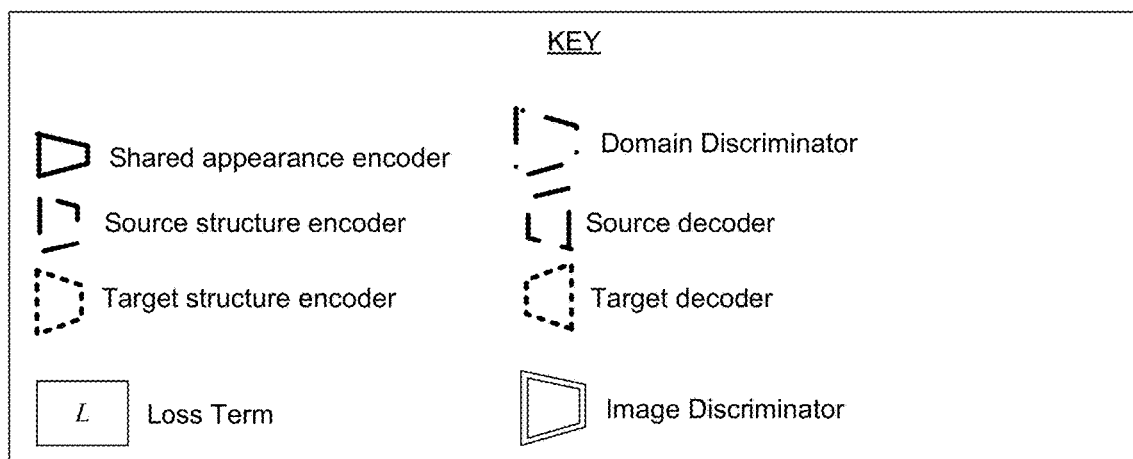 KEY
Shared appearance encoder
Domain Discriminator
Source structure encoder
Source decoder
Target structure encoder
Target decoder
L
Loss Term
Image Discriminator